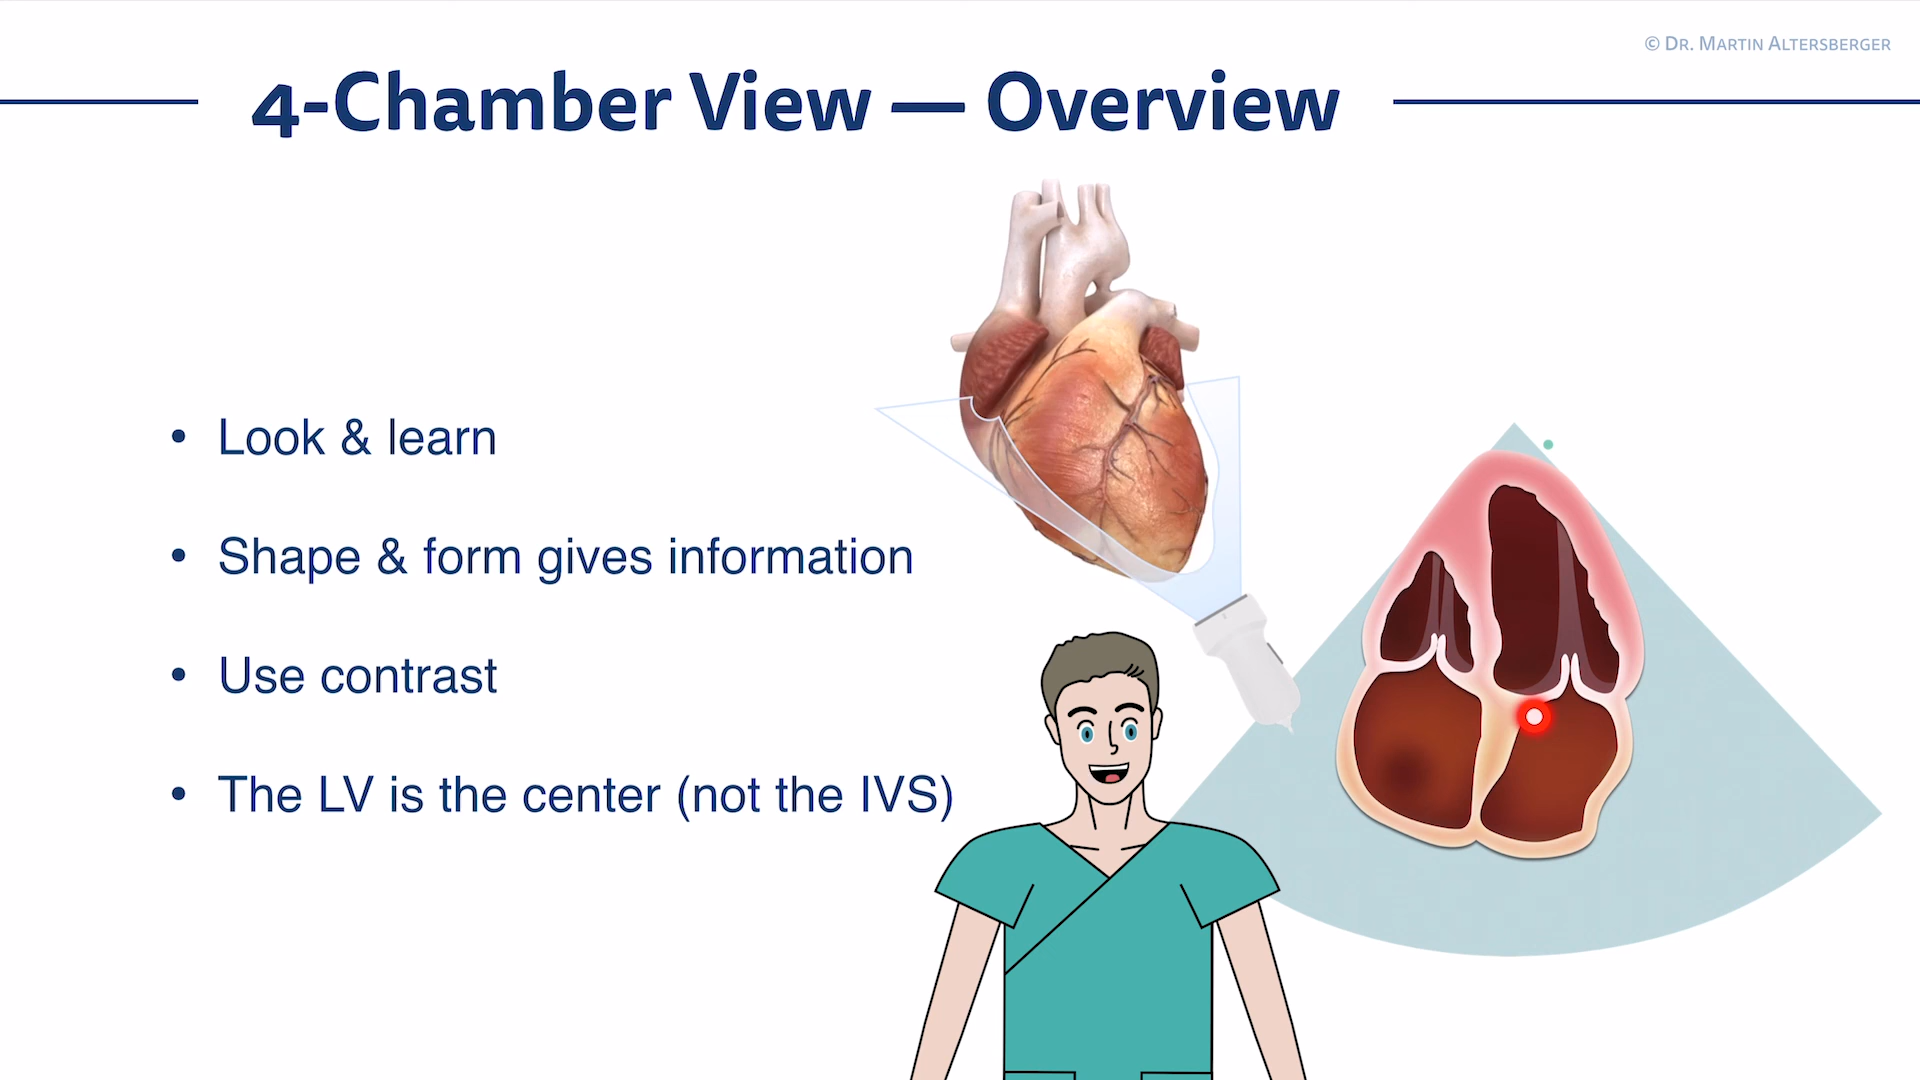 © Dr. Martin Altersberger
4-Chamber View — Overview
• Look & learn
• Shape & form gives information
• Use contrast
• The LV is the center (not the IVS)